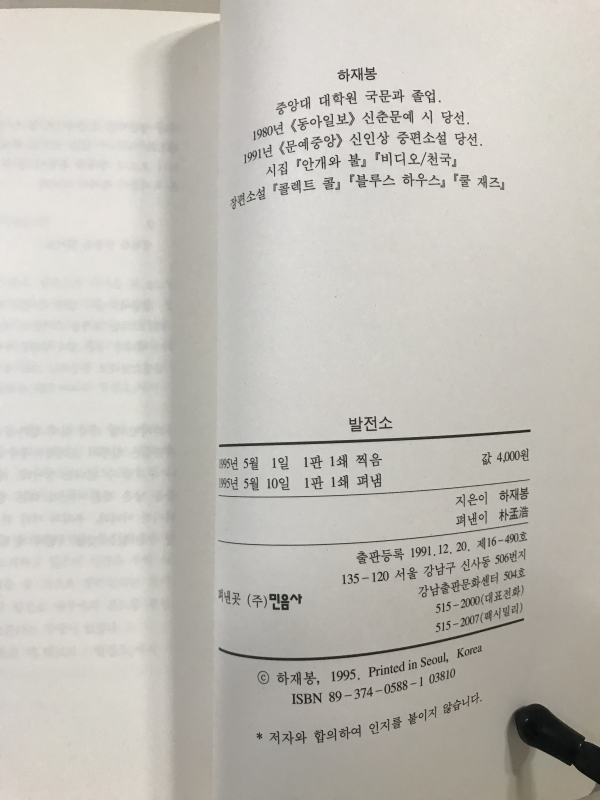 하재봉
중앙대 대학원 국문과 졸업.
1980년 《동아일보》 신춘문예 시 당선.
1991년 《문예중앙》 신인상 중편소설 당선.
시집 『안개와 불』 『비디오/천국』
장편소설 『콜렉트 콜』 『블루스 하우스』 『쿨 재즈』
발전소
1995년 5월 1일 1판 1쇄 찍음
1995년 5월 10일 1판 1쇄 펴냄
값 4,000원
지은이 하재봉
펴낸이 朴孟浩
출판등록 1991. 12. 20. 제16-490호
135-120 서울 강남구 신사동 506번지
강남출판문화센터 504호
펴낸곳 (주)민음사
515-2000(대표전화)
515-2007(팩시밀리)
ⓒ 하재봉, 1995. Printed in Seoul, Korea
ISBN 89-374-0588-1 03810
* 저자와 합의하여 인지를 붙이지 않습니다.